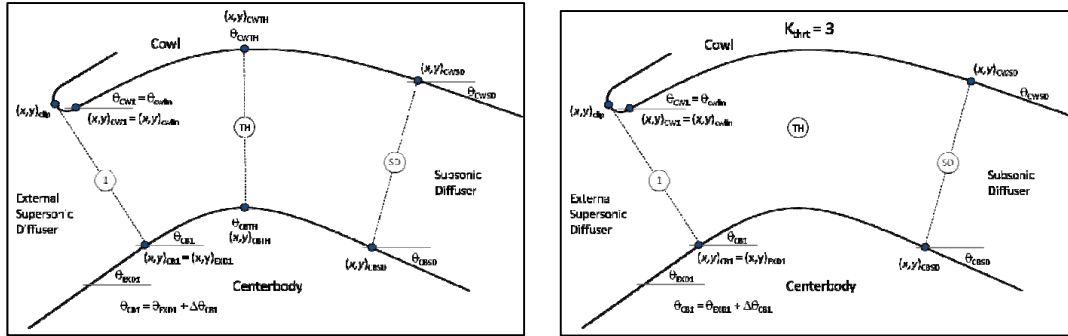 (x,y)CWTH
θCWTH
Cowl
(x,y)CWSD
θCW1 = θcwlin
θCWSD
(x,y)clip
(x,y)CW1 = (x,y)cwlin
TH
SD
1
Subsonic
Diffuser
External
Supersonic
Diffuser
θCB1
θCBTH
(x,y)CBTH
(x,y)CB1 = (x,y)EXD1
θCBSD
(x,y)CBSD
θEXD1
Centerbody
θCB1 = θEXD1 + ΔθCB1
Kthrt = 3
Cowl
(x,y)CWSD
θCW1 = θcwlin
θCWSD
(x,y)clip
(x,y)CW1 = (x,y)cwlin
TH
SD
1
Subsonic
Diffuser
Externa
Supersonic
Diffuser
θCB1
(x,y)CB1 = (x,y)EXD1
θCBSD
(x,y)CBSD
θEXD1
Centerbody
θCB1 = θEXD1 + ΔθCB1